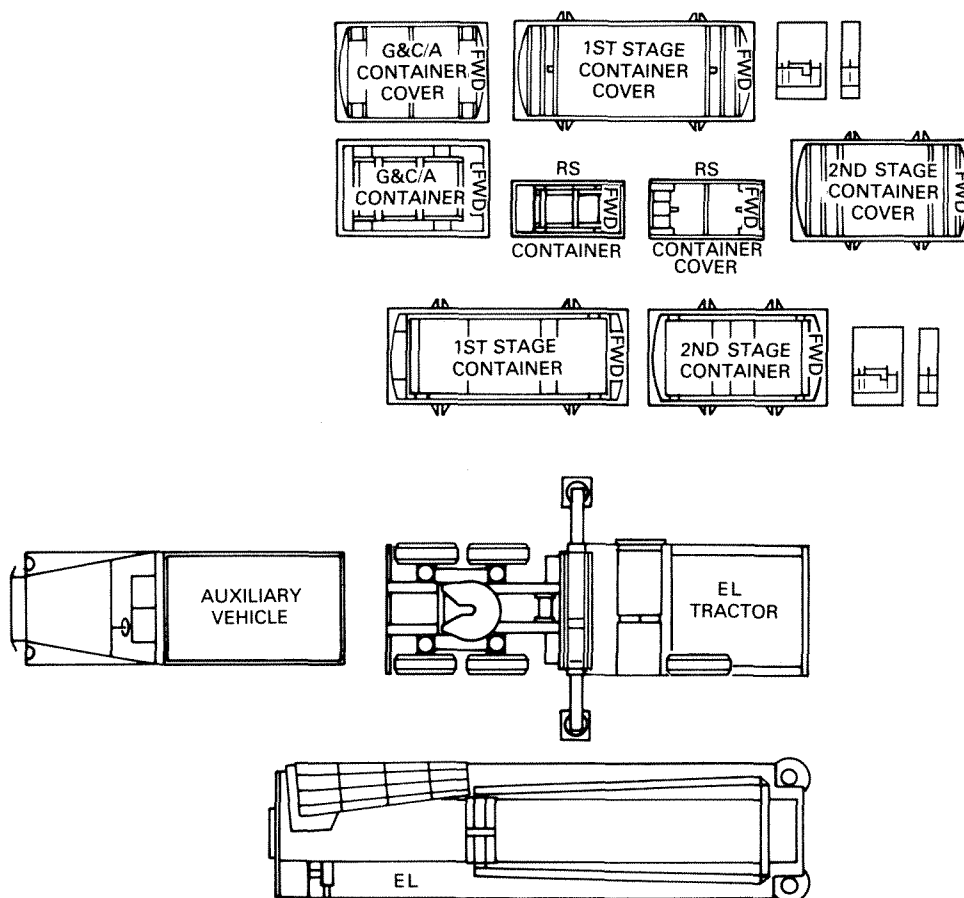 G&C/A
CONTAINER
COVER
FWD
1ST STAGE
CONTAINER
COVER
FWD
G&C/A
CONTAINER
FWD
RS
FWD
CONTAINER
RS
FWD
CONTAINER
COVER
2ND STAGE
CONTAINER
COVER
FWD
1ST STAGE
CONTAINER
FWD
2ND STAGE
CONTAINER
FWD
AUXILIARY
VEHICLE
EL
TRACTOR
EL